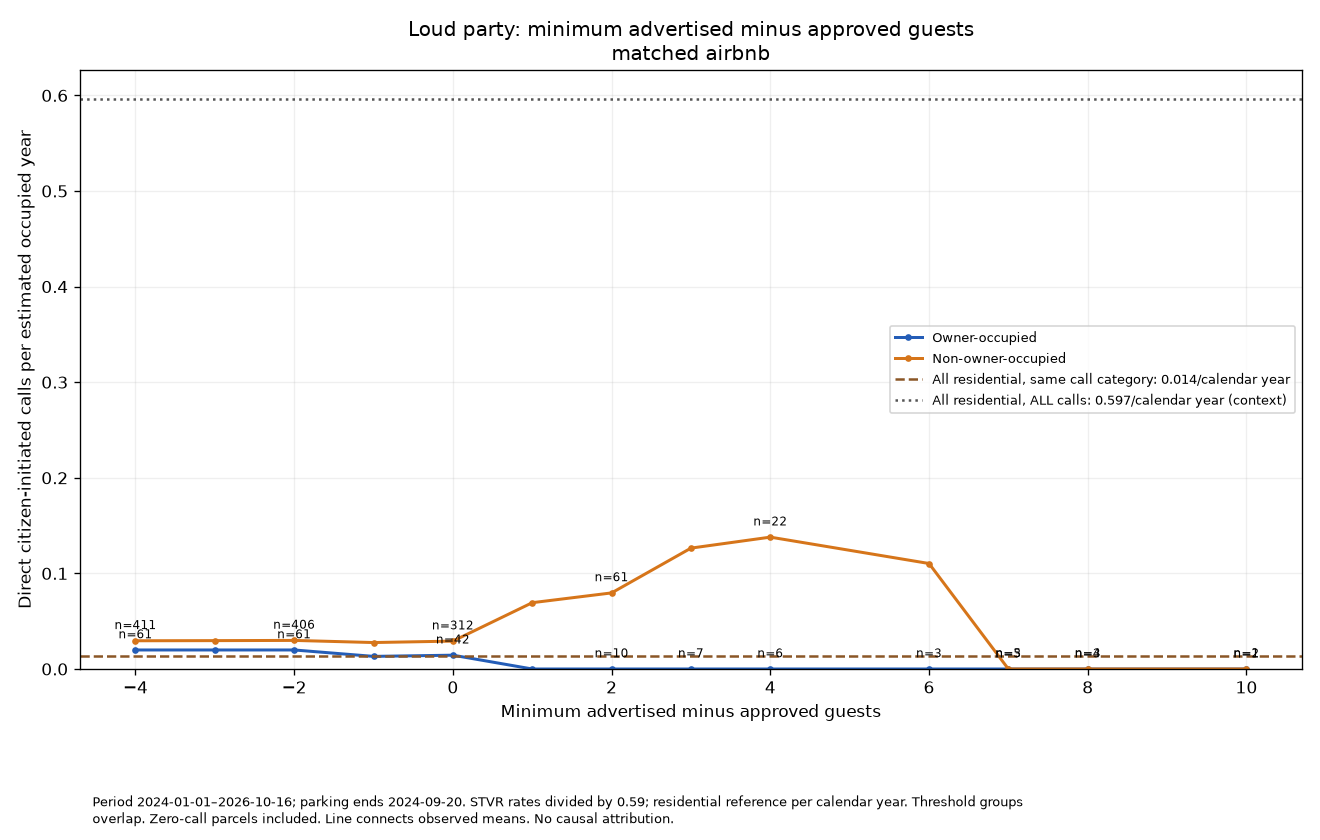 Loud party: minimum advertised minus approved guests
matched airbnb
Direct citizen-initiated calls per estimated occupied year
0.6
0.5
0.4
0.3
0.2
0.1
0.0
Owner-occupied
Non-owner-occupied
All residential, same call category: 0.014/calendar year
All residential, ALL calls: 0.597/calendar year (context)
n=22
n=61
n=411
n=406
n=312
n=61
n=61
n=42
n=10
n=7
n=6
n=3
−4
−2
0
2
4
6
8
10
Minimum advertised minus approved guests
Period 2024-01-01–2026-10-16; parking ends 2024-09-20. STVR rates divided by 0.59; residential reference per calendar year. Threshold groups
overlap. Zero-call parcels included. Line connects observed means. No causal attribution.